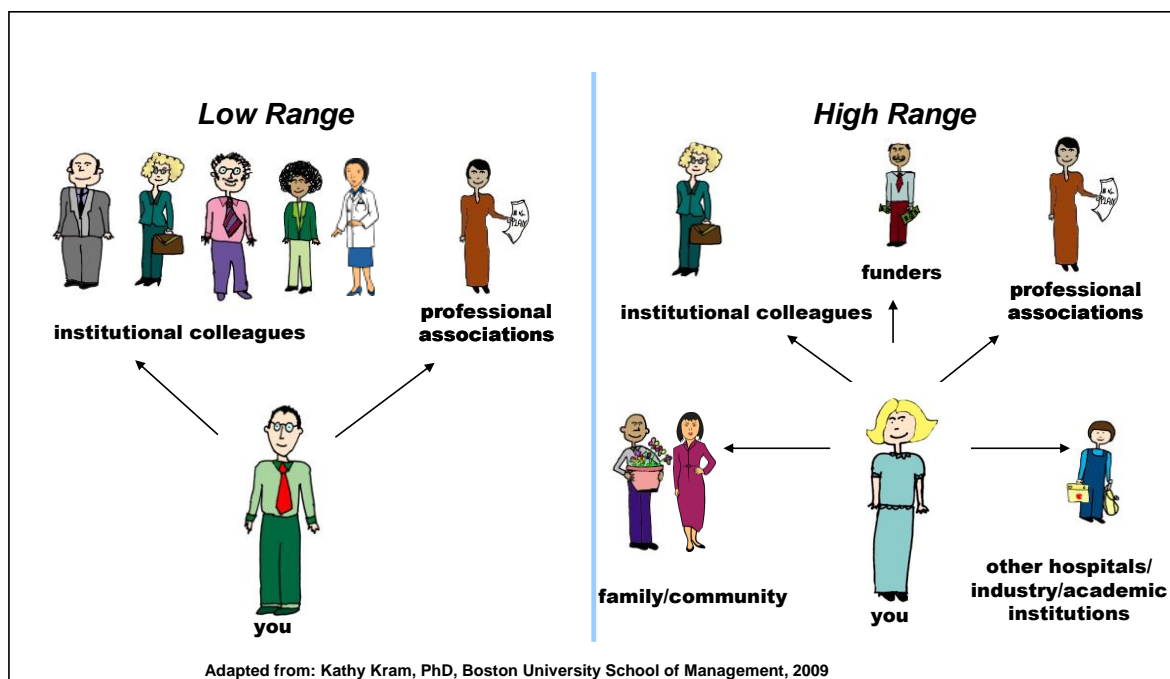 Low Range
institutional colleagues
professional
associations
you
High Range
institutional colleagues
funders
professional
associations
family/community
you
other hospitals/
industry/academic
institutions
Adapted from: Kathy Kram, PhD, Boston University School of Management, 2009